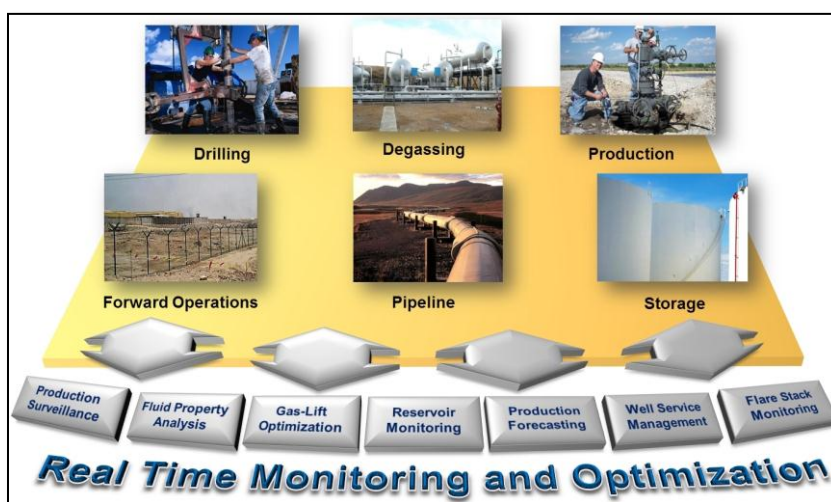 Drilling
Degassing
Production
Forward Operations
Pipeline
Storage
Production
Surveillance
Fluid Property
Analysis
Gas-Lift
Optimization
Reservoir
Monitoring
Production
Forecasting
Well Service
Management
Flare Stack
Monitoring
Real Time Monitoring and Optimization